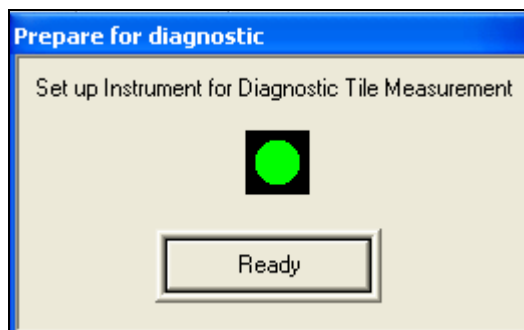 Prepare for diagnostic
Set up Instrument for Diagnostic Tile Measurement
Ready